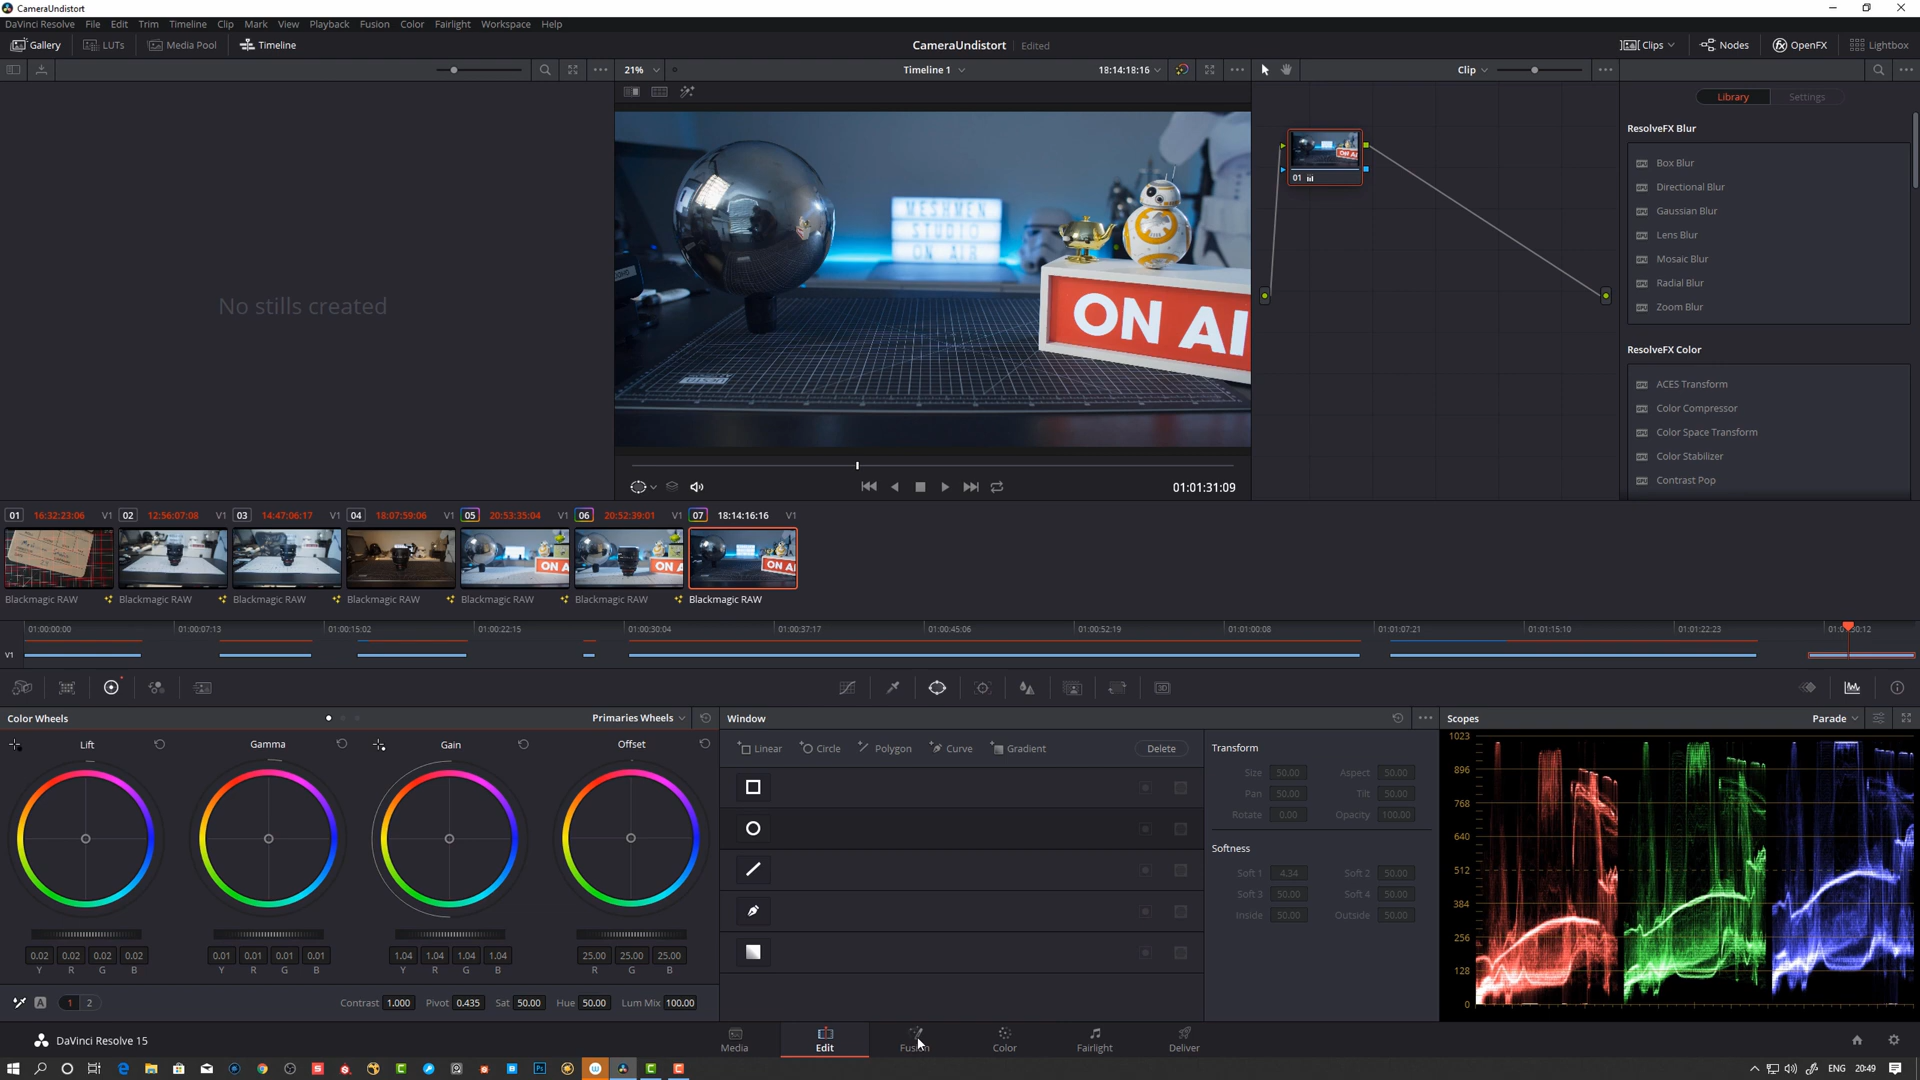 CameraUndistort
DaVinci Resolve File Edit Trim Timeline Clip Mark View Playback Fusion Color Fairlight Workspace Help
Gallery LUTs Media Pool Timeline CameraUndistort Edited Clips Nodes OpenFX Lightbox
21% Timeline 1 18:14:18:16 Clip
Library Settings
ResolveFX Blur
Box Blur
Directional Blur
Gaussian Blur
Lens Blur
Mosaic Blur
Radial Blur
Zoom Blur
ResolveFX Color
ACES Transform
Color Compressor
Color Space Transform
Color Stabilizer
Contrast Pop
No stills created
MESHMEN
STUDIO
ON AIR
ON AI
01
01:01:31:09
01 16:32:23:06 V1 02 12:56:07:08 V1 03 14:47:06:17 V1 04 18:07:59:06 V1 05 20:53:35:04 V1 06 20:52:39:01 V1 07 18:14:16:16 V1
Blackmagic RAW Blackmagic RAW Blackmagic RAW Blackmagic RAW Blackmagic RAW Blackmagic RAW Blackmagic RAW
01:00:00:00 01:00:07:13 01:00:15:02 01:00:22:15 01:00:30:04 01:00:37:17 01:00:45:06 01:00:52:19 01:01:00:08 01:01:07:21 01:01:15:10 01:01:22:23
V1
Color Wheels Primaries Wheels Window Scopes Parade
Lift Gamma Gain Offset
Linear Circle Polygon Curve Gradient Delete
Transform
Size 50.00 Aspect 50.00
Pan 50.00 Tilt 50.00
Rotate 0.00 Opacity 100.00
Softness
Soft 1 4.34 Soft 2 50.00
Soft 3 50.00 Soft 4 50.00
Inside 50.00 Outside 50.00
1023
896
768
640
512
384
256
128
0
0.02 0.02 0.02 0.02 0.01 0.01 0.01 0.01 1.04 1.04 1.04 1.04 25.00 25.00 25.00
Y R G B Y R G B Y R G B R G B
A 1 2 Contrast 1.000 Pivot 0.435 Sat 50.00 Hue 50.00 Lum Mix 100.00
DaVinci Resolve 15 Media Edit Fusion Color Fairlight Deliver
ENG 20:49